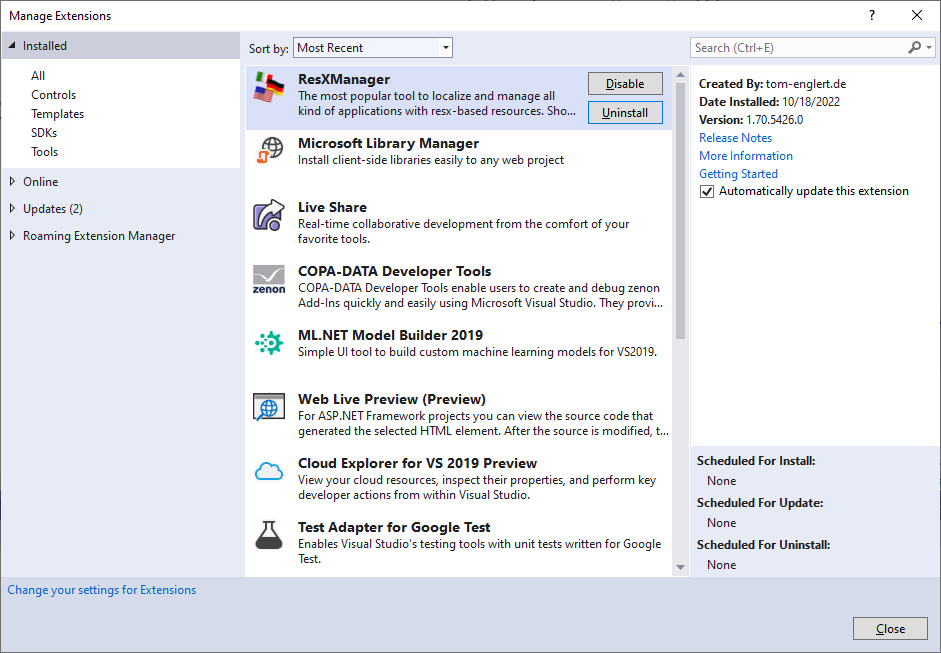 Manage Extensions
?
Installed
All
Controls
Templates
SDKs
Tools
Online
Updates (2)
Roaming Extension Manager
Sort by: Most Recent
ResXManager
The most popular tool to localize and manage all
kind of applications with resx-based resources. Sho...
Disable
Uninstall
Microsoft Library Manager
Install client-side libraries easily to any web project
Live Share
Real-time collaborative development from the comfort of your
favorite tools.
zenon
COPA-DATA Developer Tools
COPA-DATA Developer Tools enable users to create and debug zenon
Add-Ins quickly and easily using Microsoft Visual Studio. They provi...
ML.NET Model Builder 2019
Simple UI tool to build custom machine learning models for VS2019.
Web Live Preview (Preview)
For ASP.NET Framework projects you can view the source code that
generated the selected HTML element. After the source is modified, t...
Cloud Explorer for VS 2019 Preview
View your cloud resources, inspect their properties, and perform key
developer actions from within Visual Studio.
Test Adapter for Google Test
Enables Visual Studio's testing tools with unit tests written for Google
Test.
Search (Ctrl+E)
Created By: tom-englert.de
Date Installed: 10/18/2022
Version: 1.70.5426.0
Release Notes
More Information
Getting Started
Automatically update this extension
Scheduled For Install:
None
Scheduled For Update:
None
Scheduled For Uninstall:
None
Change your settings for Extensions
Close